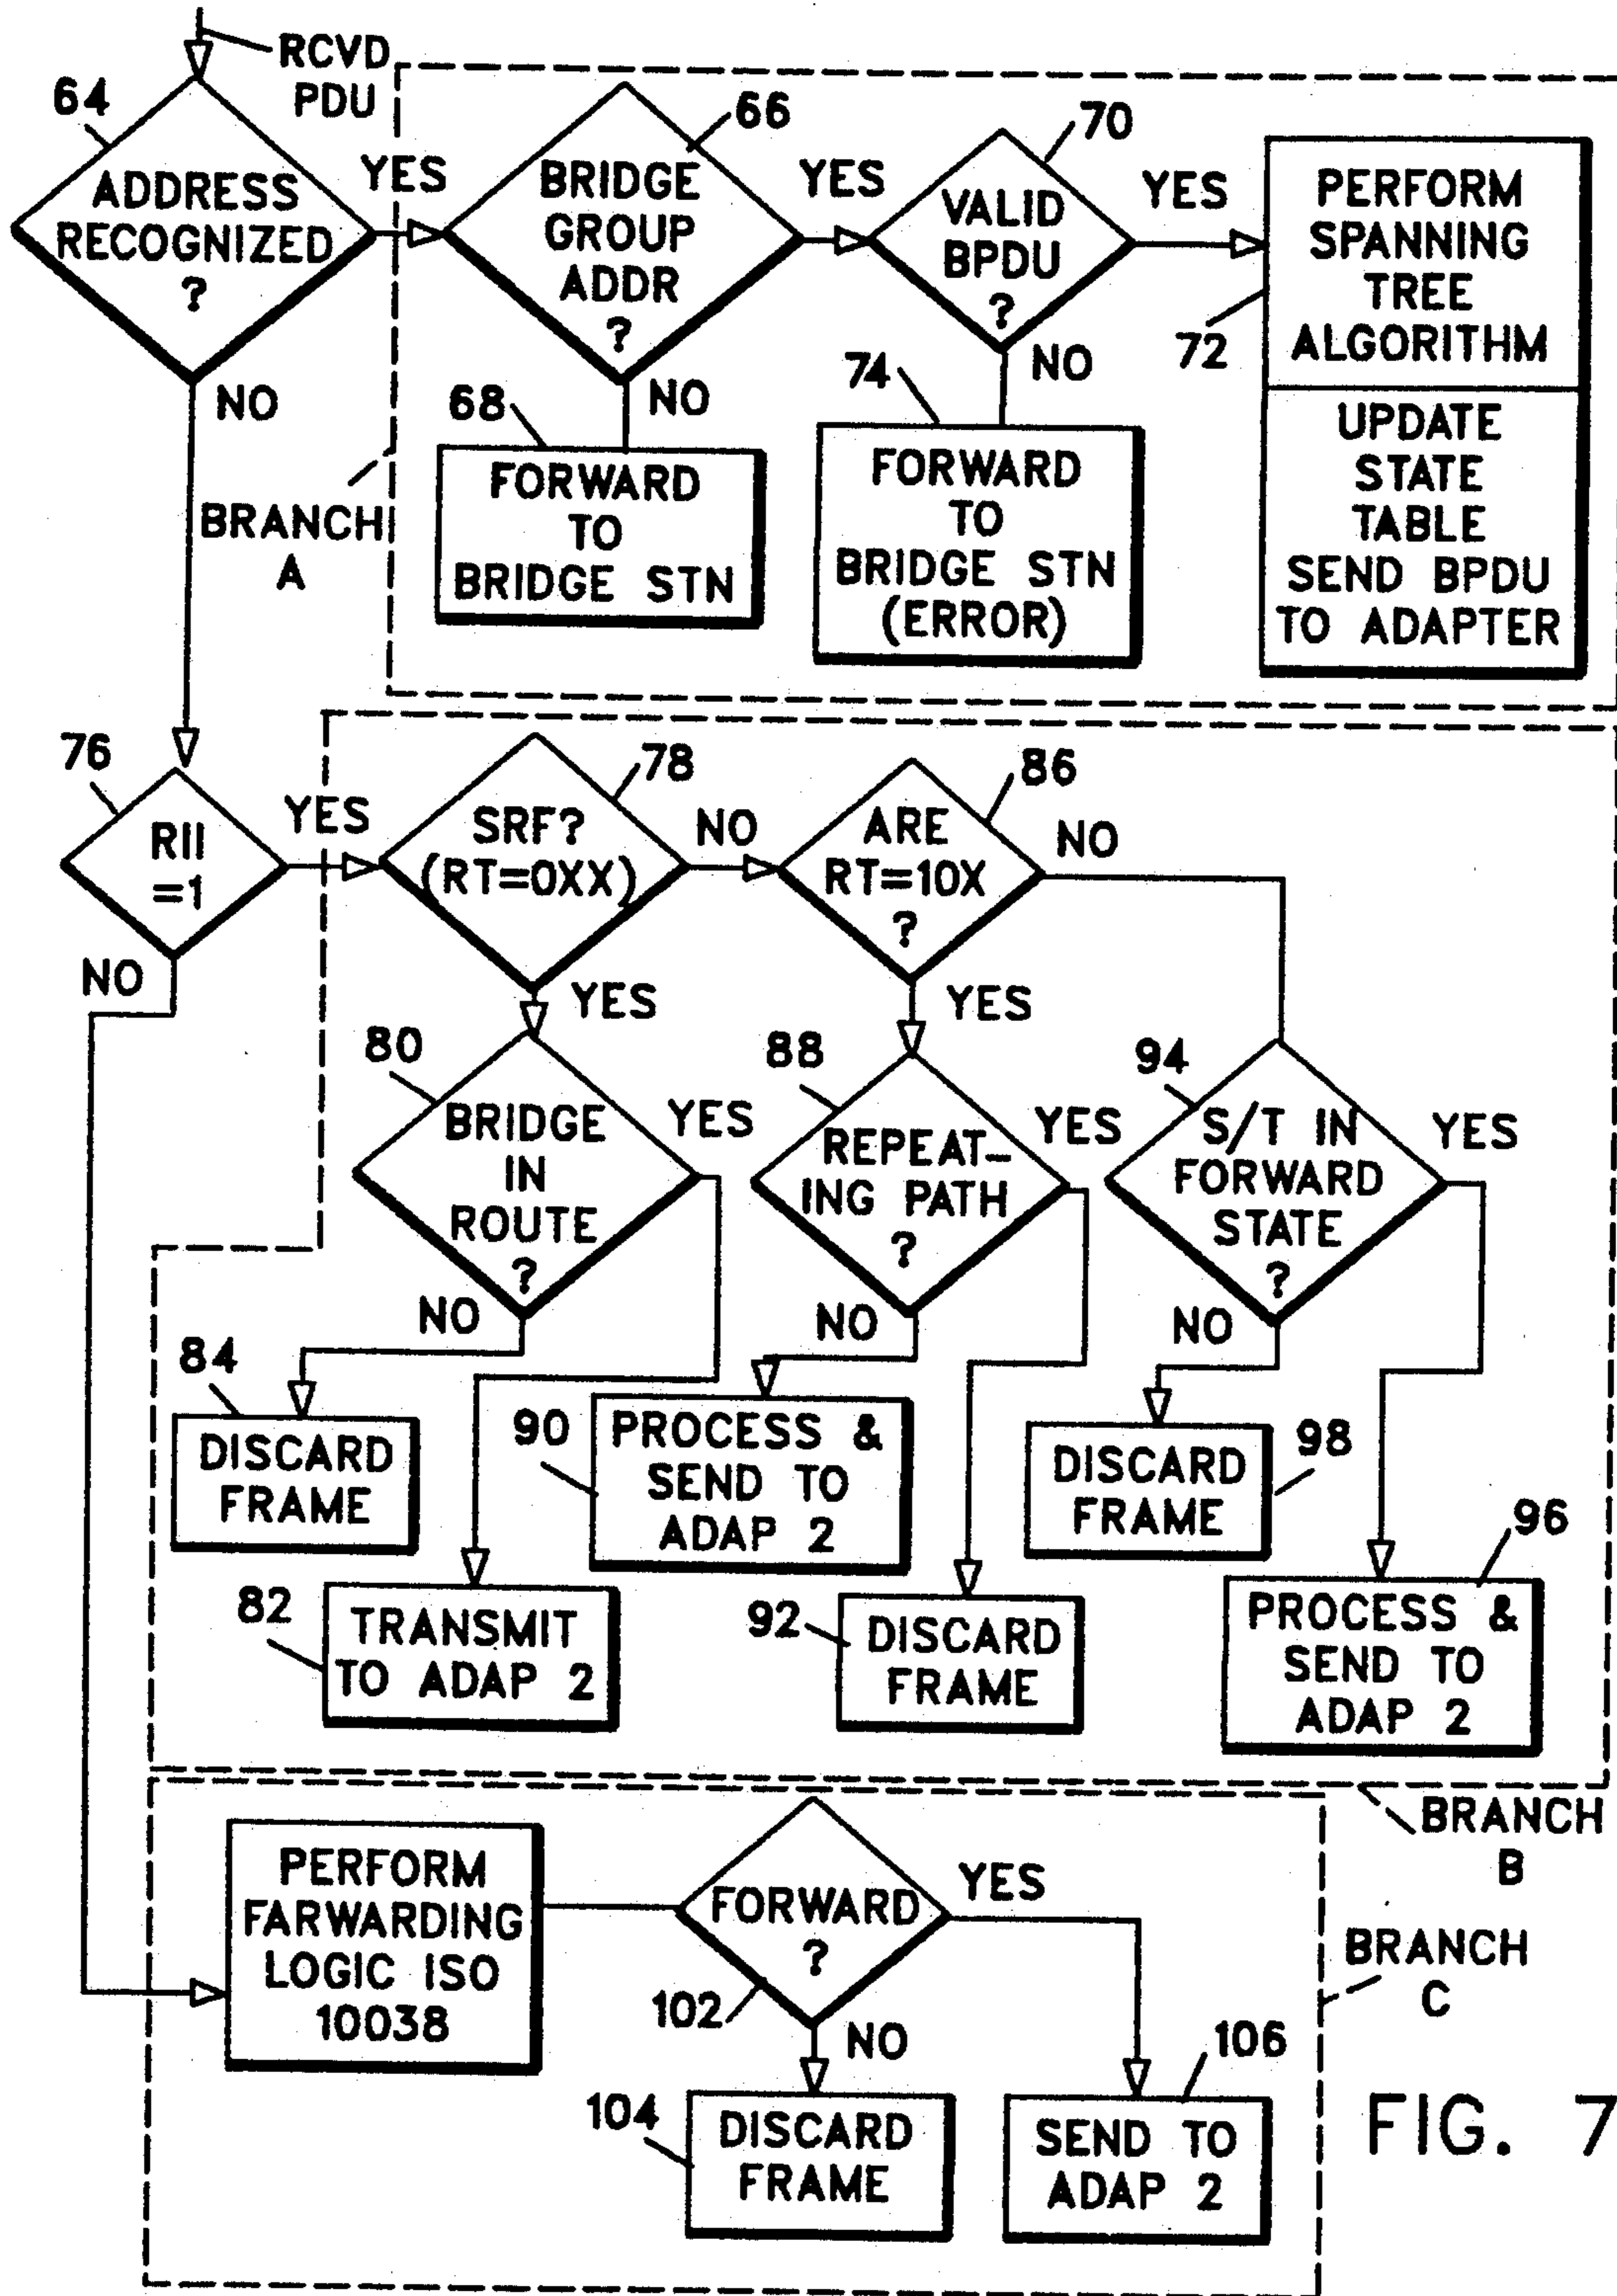 RCVD
PDU
64
ADDRESS
RECOGNIZED
?
YES
NO
66
BRIDGE
GROUP
ADDR
?
YES
NO
68
FORWARD
TO
BRIDGE STN
70
VALID
BPDU
?
YES
NO
74
FORWARD
TO
BRIDGE STN
(ERROR)
72
PERFORM
SPANNING
TREE
ALGORITHM
UPDATE
STATE
TABLE
SEND BPDU
TO ADAPTER
BRANCH
A
76
RII
=1
YES
NO
78
SRF?
(RT=0XX)
NO
YES
86
ARE
RT=10X
?
NO
YES
80
BRIDGE
IN
ROUTE
?
YES
NO
88
REPEAT-
ING PATH
?
YES
NO
94
S/T IN
FORWARD
STATE
?
YES
NO
84
DISCARD
FRAME
82
TRANSMIT
TO ADAP 2
90
PROCESS &
SEND TO
ADAP 2
92
DISCARD
FRAME
98
DISCARD
FRAME
96
PROCESS &
SEND TO
ADAP 2
BRANCH
B
PERFORM
FARWARDING
LOGIC ISO
10038
102
FORWARD
?
YES
NO
BRANCH
C
104
DISCARD
FRAME
106
SEND TO
ADAP 2
FIG. 7